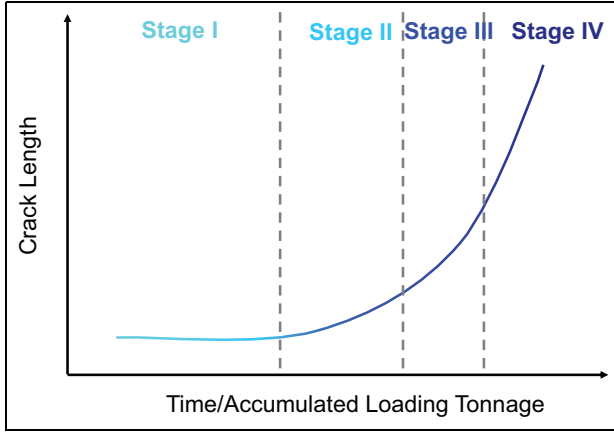 Stage I
Stage II
Stage III
Stage IV
Crack Length
Time/Accumulated Loading Tonnage